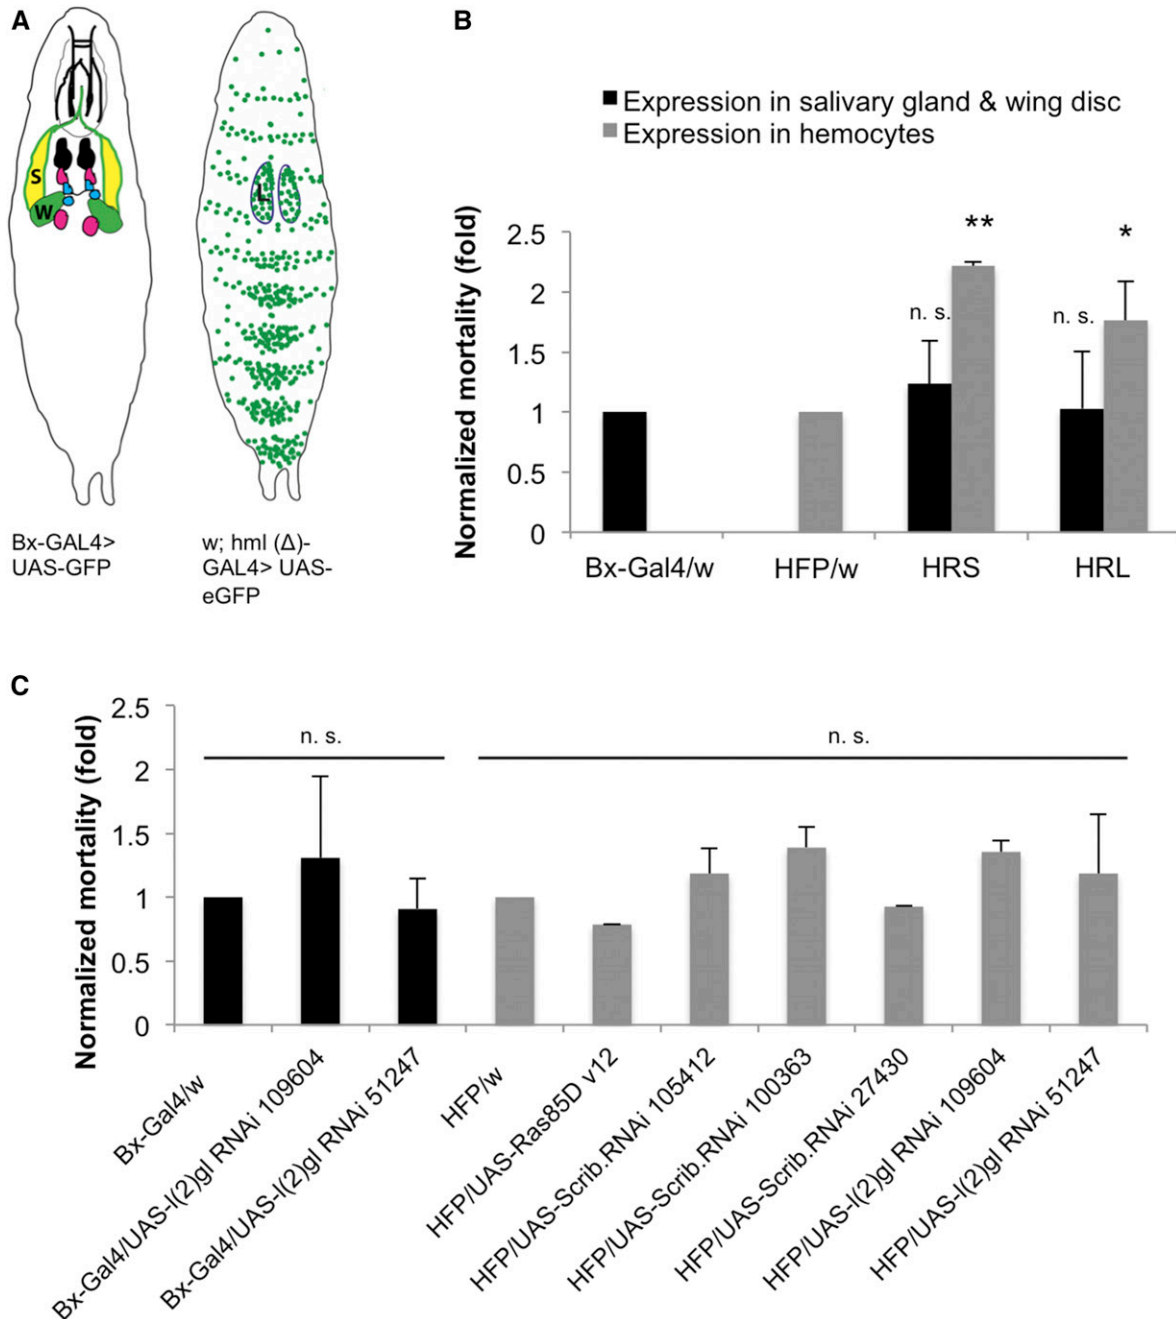 A
S
W
L
Bx-GAL4>
UAS-GFP
w; hml (Δ)-
GAL4> UAS-
eGFP
B
Expression in salivary gland & wing disc
Expression in hemocytes
Normalized mortality (fold)
2.5
2
1.5
1
0.5
0
n. s.
**
n. s.
*
Bx-Gal4/w
HFP/w
HRS
HRL
C
Normalized mortality (fold)
2.5
2
1.5
1
0.5
0
n. s.
n. s.
Bx-Gal4/w
Bx-Gal4/UAS-l(2)gl RNAi 109604
Bx-Gal4/UAS-l(2)gl RNAi 51247
HFP/w
HFP/UAS-Ras85D v12
HFP/UAS-Scrib.RNAi 105412
HFP/UAS-Scrib.RNAi 100363
HFP/UAS-Scrib.RNAi 27430
HFP/UAS-l(2)gl RNAi 109604
HFP/UAS-l(2)gl RNAi 51247